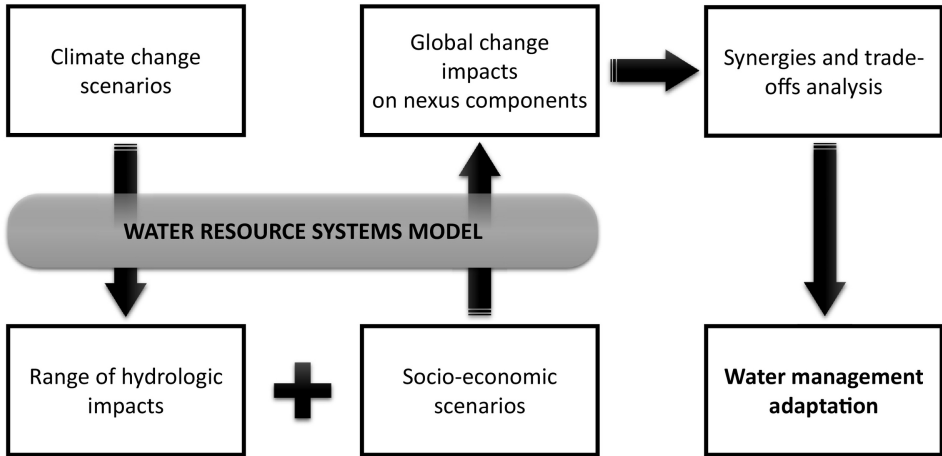 Climate change
scenarios
Global change
impacts
on nexus components
Synergies and trade-
offs analysis
WATER RESOURCE SYSTEMS MODEL
Range of hydrologic
impacts
Socio-economic
scenarios
Water management
adaptation